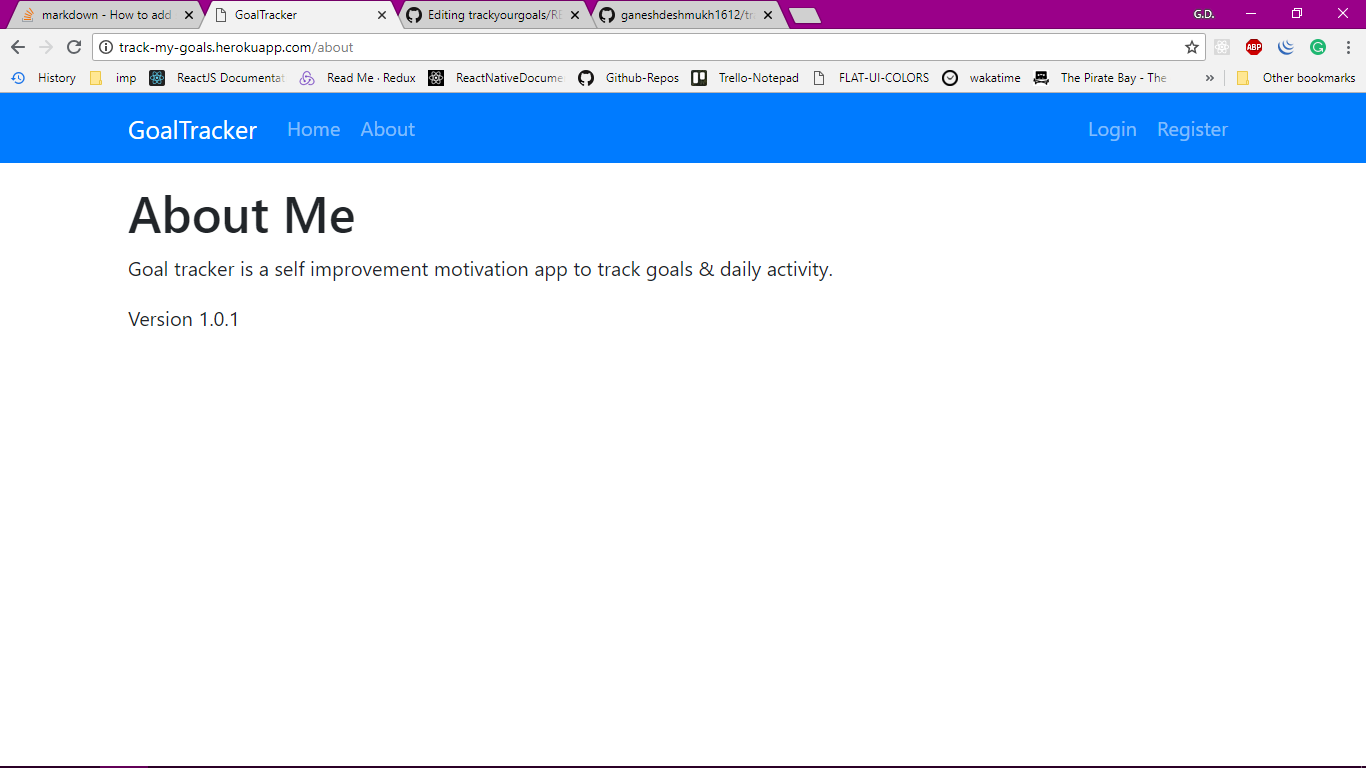 markdown - How to add
GoalTracker
Editing trackyourgoals/RE
ganeshdeshmukh1612/tr
G.D.
track-my-goals.herokuapp.com/about
ABP
History imp ReactJS Documentat Read Me · Redux ReactNativeDocume Github-Repos Trello-Notepad FLAT-UI-COLORS wakatime The Pirate Bay - The » Other bookmarks
GoalTracker Home About Login Register
About Me
Goal tracker is a self improvement motivation app to track goals & daily activity.
Version 1.0.1